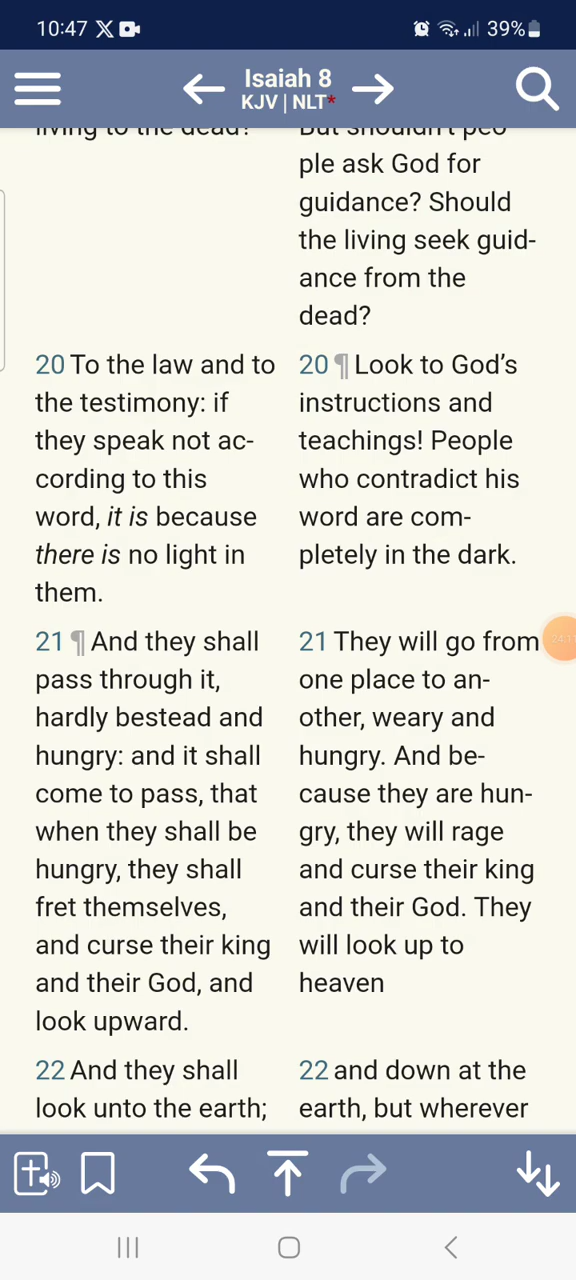 10:47 X 39%
Isaiah 8
KJV | NLT*
living to the dead?
20 To the law and to
the testimony: if
they speak not ac-
cording to this
word, it is because
there is no light in
them.
21 ¶ And they shall
pass through it,
hardly bestead and
hungry: and it shall
come to pass, that
when they shall be
hungry, they shall
fret themselves,
and curse their king
and their God, and
look upward.
22 And they shall
look unto the earth;
But shouldn't peo-
ple ask God for
guidance? Should
the living seek guid-
ance from the
dead?
20 ¶ Look to God’s
instructions and
teachings! People
who contradict his
word are com-
pletely in the dark.
21 They will go from
one place to an-
other, weary and
hungry. And be-
cause they are hun-
gry, they will rage
and curse their king
and their God. They
will look up to
heaven
22 and down at the
earth, but wherever